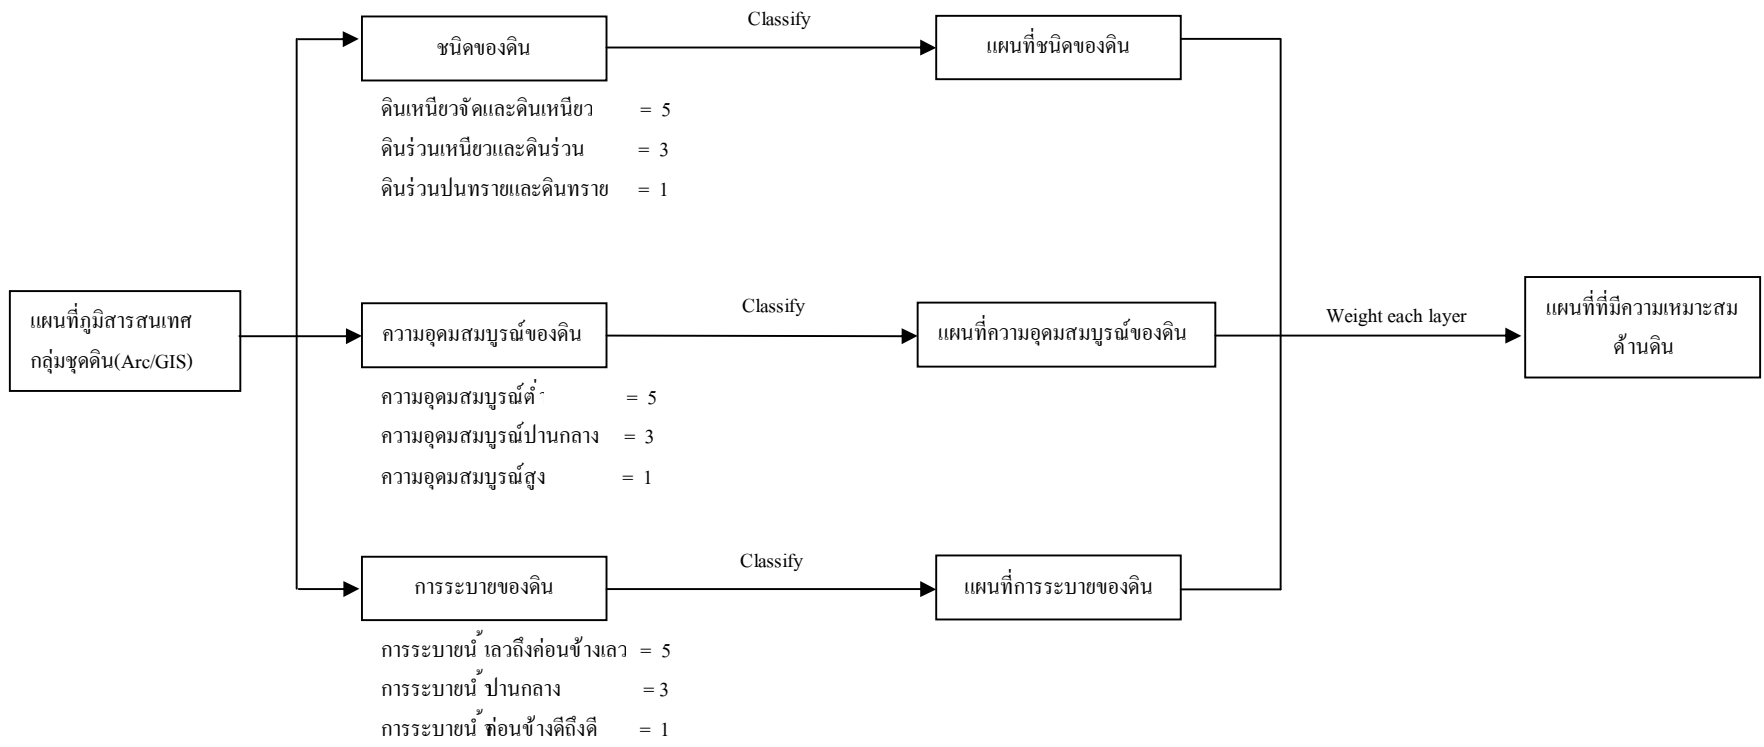 Classify
ชนิดของดิน
แผนที่ชนิดของดิน
ดินเหนียวจัดและดินเหนียว = 5
ดินร่วนเหนียวและดินร่วน = 3
ดินร่วนปนทรายและดินทราย = 1
แผนที่ภูมิสารสนเทศ
กลุ่มชุดดิน(Arc/GIS)
Classify
ความอุดมสมบูรณ์ของดิน
แผนที่ความอุดมสมบูรณ์ของดิน
Weight each layer
แผนที่ที่มีความเหมาะสม
ด้านดิน
ความอุดมสมบูรณ์ต่ำ = 5
ความอุดมสมบูรณ์ปานกลาง = 3
ความอุดมสมบูรณ์สูง = 1
Classify
การระบายของดิน
แผนที่การระบายของดิน
การระบายน้ำเลวถึงค่อนข้างเลว = 5
การระบายน้ำปานกลาง = 3
การระบายน้ำค่อนข้างดีถึงดี = 1